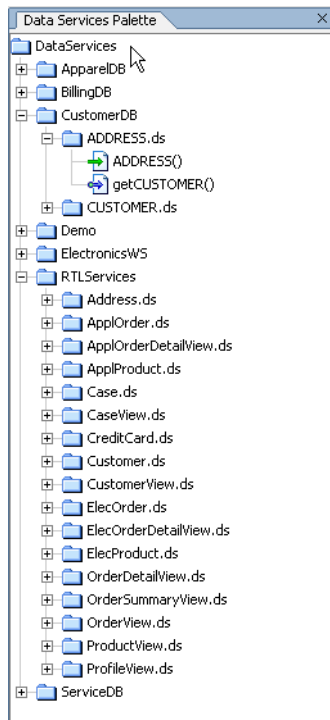 Data Services Palette
DataServices
ApparelDB
BillingDB
CustomerDB
ADDRESS.ds
ADDRESS()
getCUSTOMER()
CUSTOMER.ds
Demo
ElectronicsWS
RTLServices
Address.ds
ApplOrder.ds
ApplOrderDetailView.ds
ApplProduct.ds
Case.ds
CaseView.ds
CreditCard.ds
Customer.ds
CustomerView.ds
ElecOrder.ds
ElecOrderDetailView.ds
ElecProduct.ds
OrderDetailView.ds
OrderSummaryView.ds
OrderView.ds
ProductView.ds
ProfileView.ds
ServiceDB